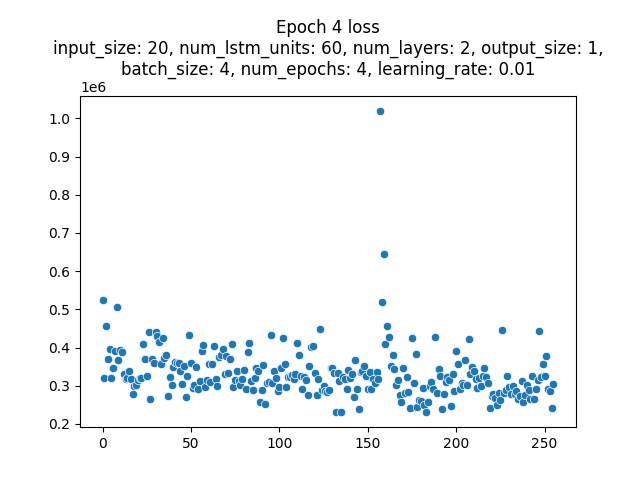 Epoch 4 loss
input_size: 20, num_lstm_units: 60, num_layers: 2, output_size: 1,
batch_size: 4, num_epochs: 4, learning_rate: 0.01
1e6
1.0
0.9
0.8
0.7
0.6
0.5
0.4
0.3
0.2
0 50 100 150 200 250